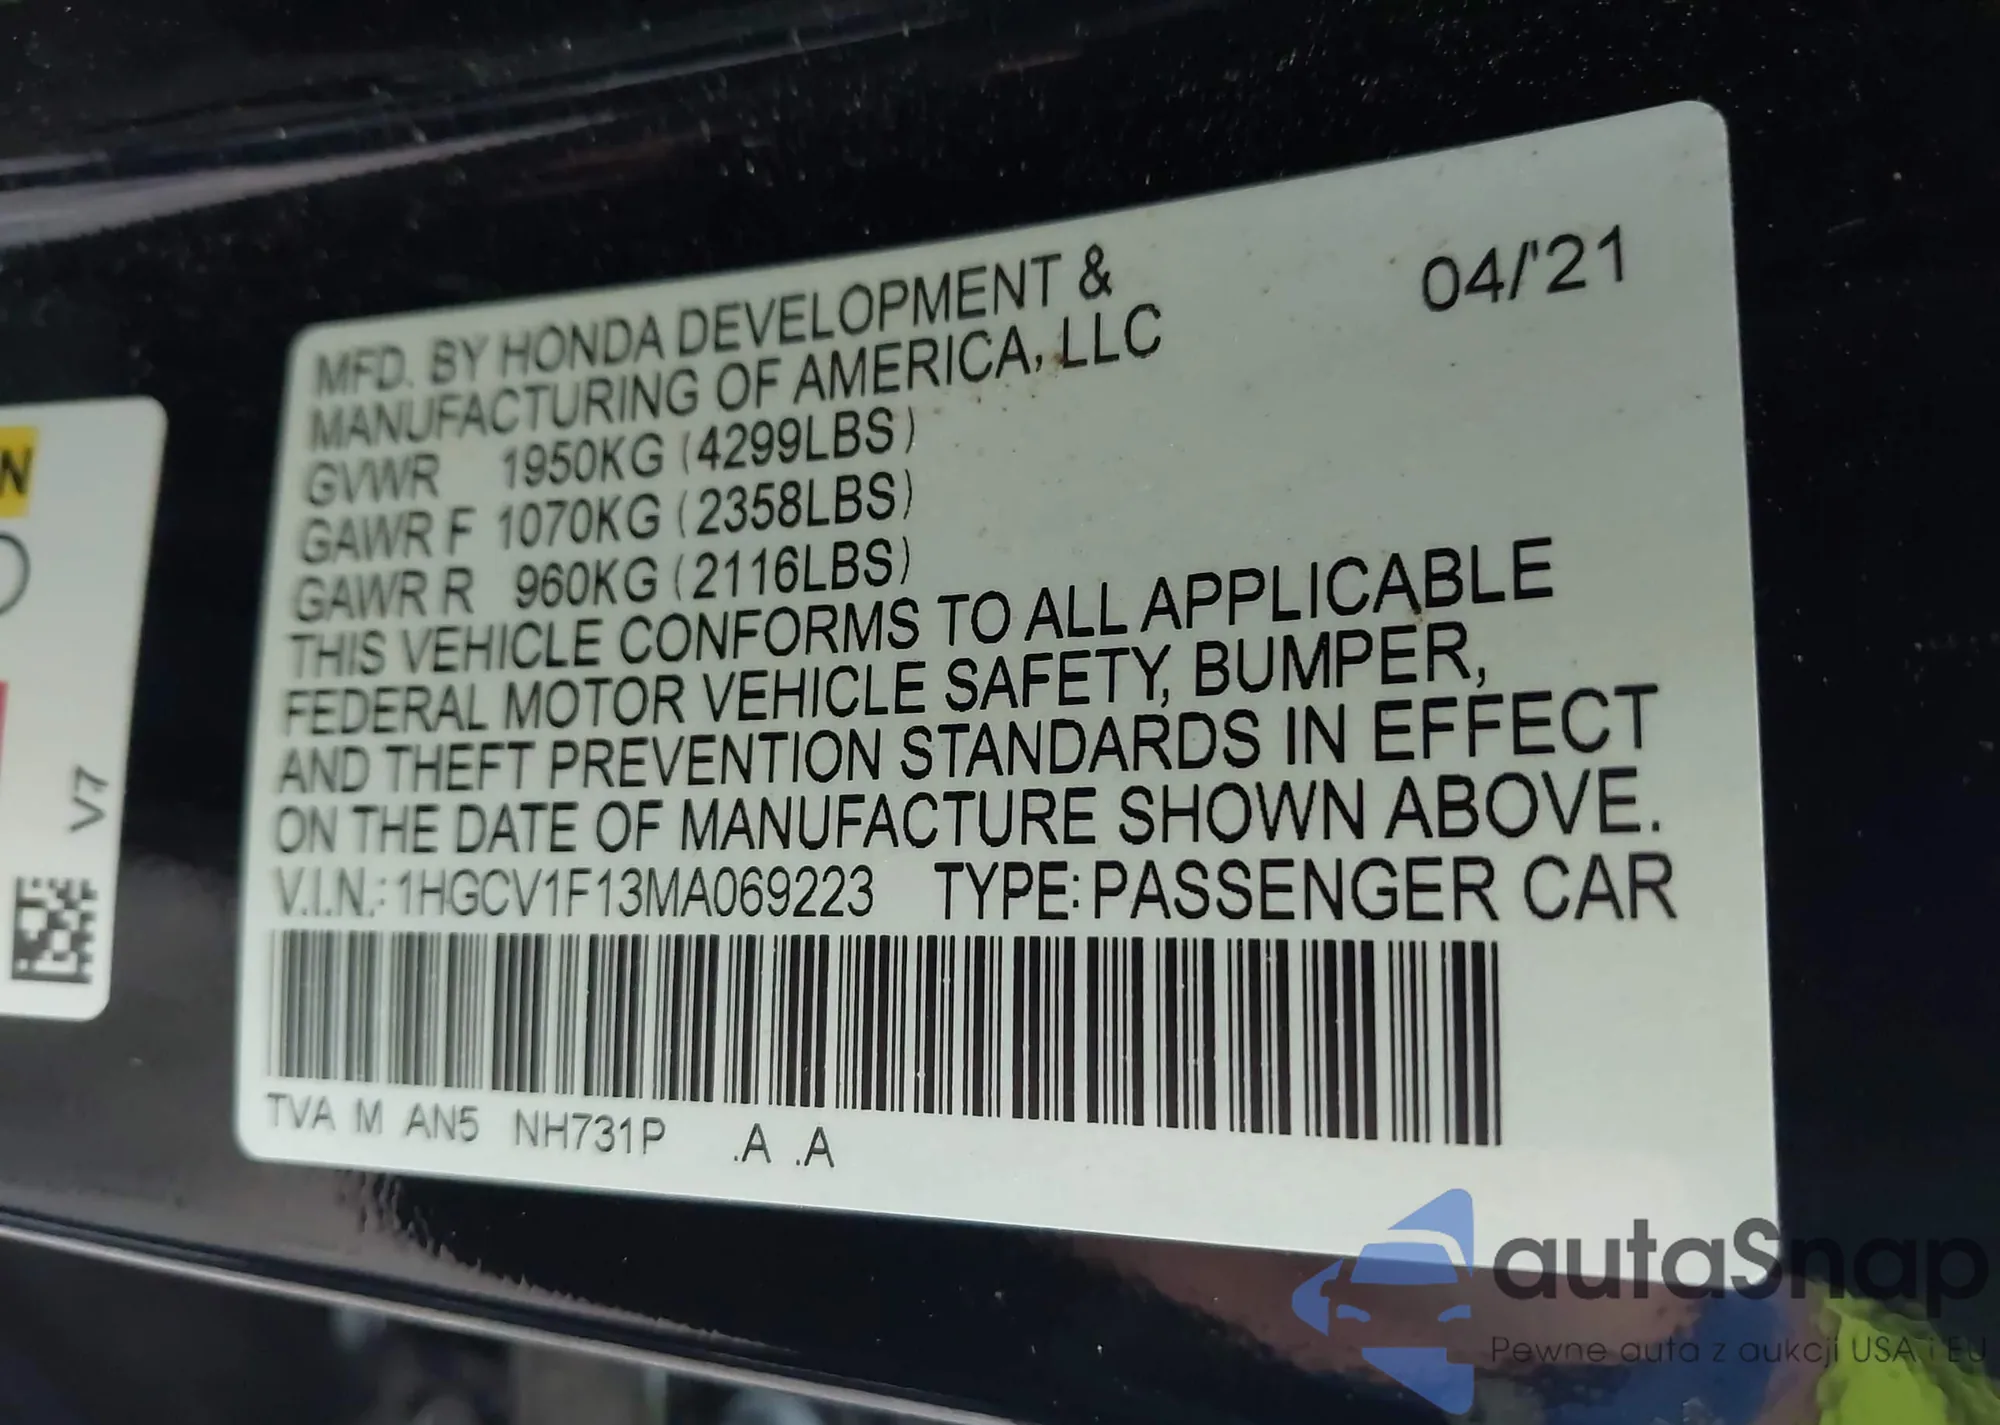 MFD. BY HONDA DEVELOPMENT &
MANUFACTURING OF AMERICA, LLC
04/'21
GVWR 1950KG (4299LBS)
GAWR F 1070KG (2358LBS)
GAWR R 960KG (2116LBS)
THIS VEHICLE CONFORMS TO ALL APPLICABLE
FEDERAL MOTOR VEHICLE SAFETY, BUMPER,
AND THEFT PREVENTION STANDARDS IN EFFECT
ON THE DATE OF MANUFACTURE SHOWN ABOVE.
V.I.N.: 1HGCV1F13MA069223 TYPE: PASSENGER CAR
TVA M AN5 NH731P .A .A
N
V7
autaSnap
Pewne auta z aukcji USA i EU